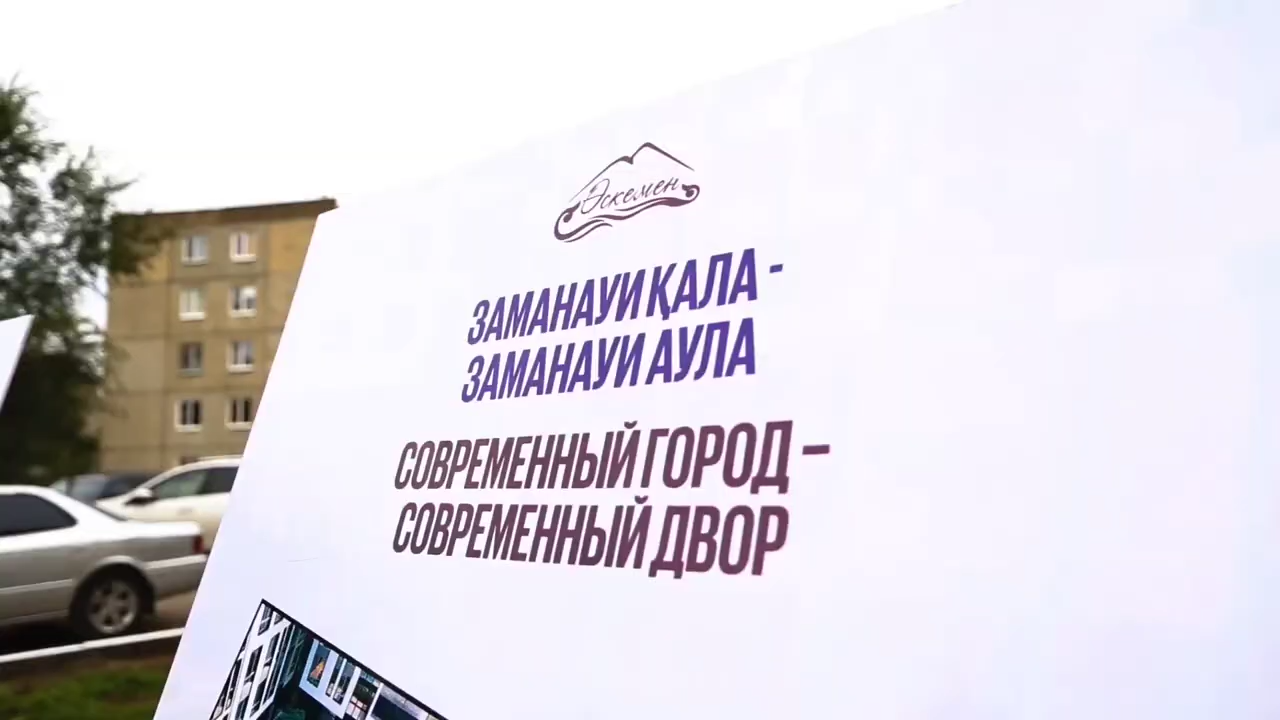 Өскемен
ЗАМАНАУИ ҚАЛА -
ЗАМАНАУИ АУЛА
СОВРЕМЕННЫЙ ГОРОД –
СОВРЕМЕННЫЙ ДВОР